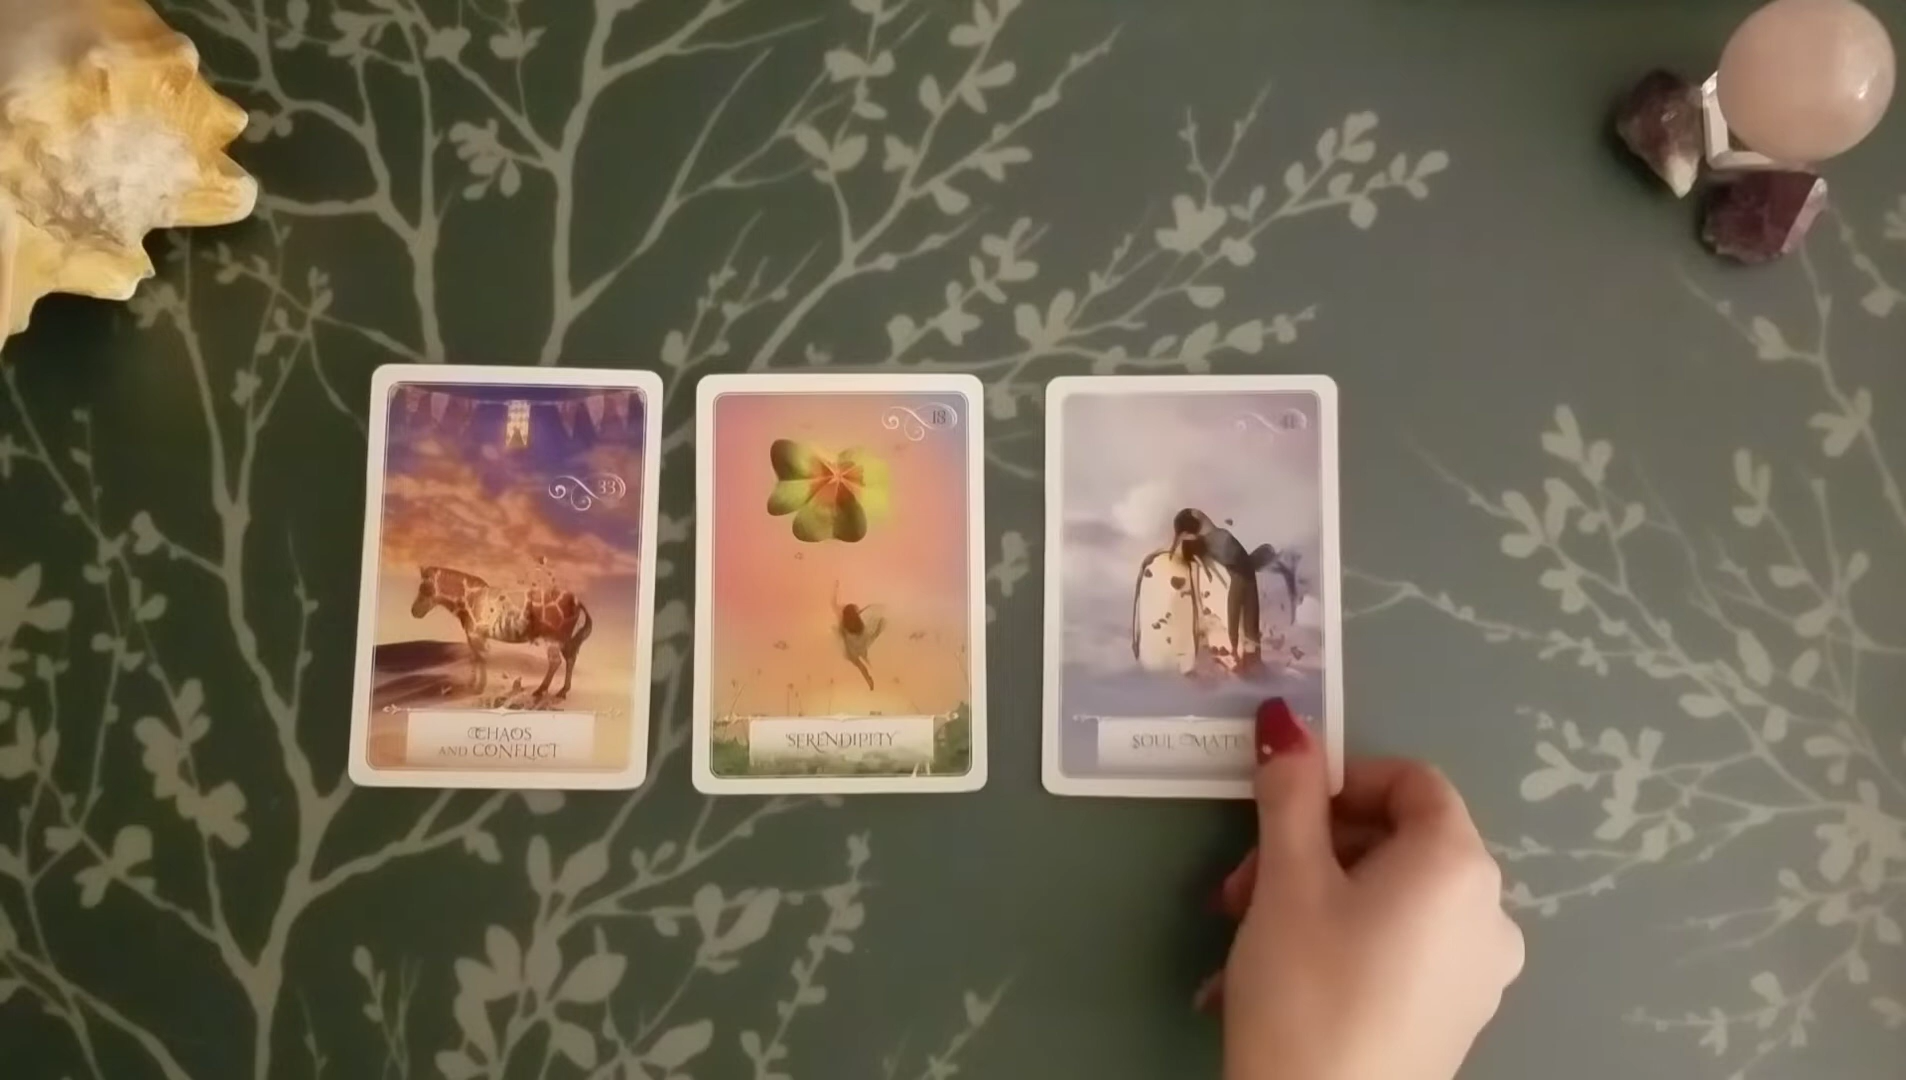 33
CHAOS
AND CONFLICT
18
SERENDIPITY
SOUL MATE